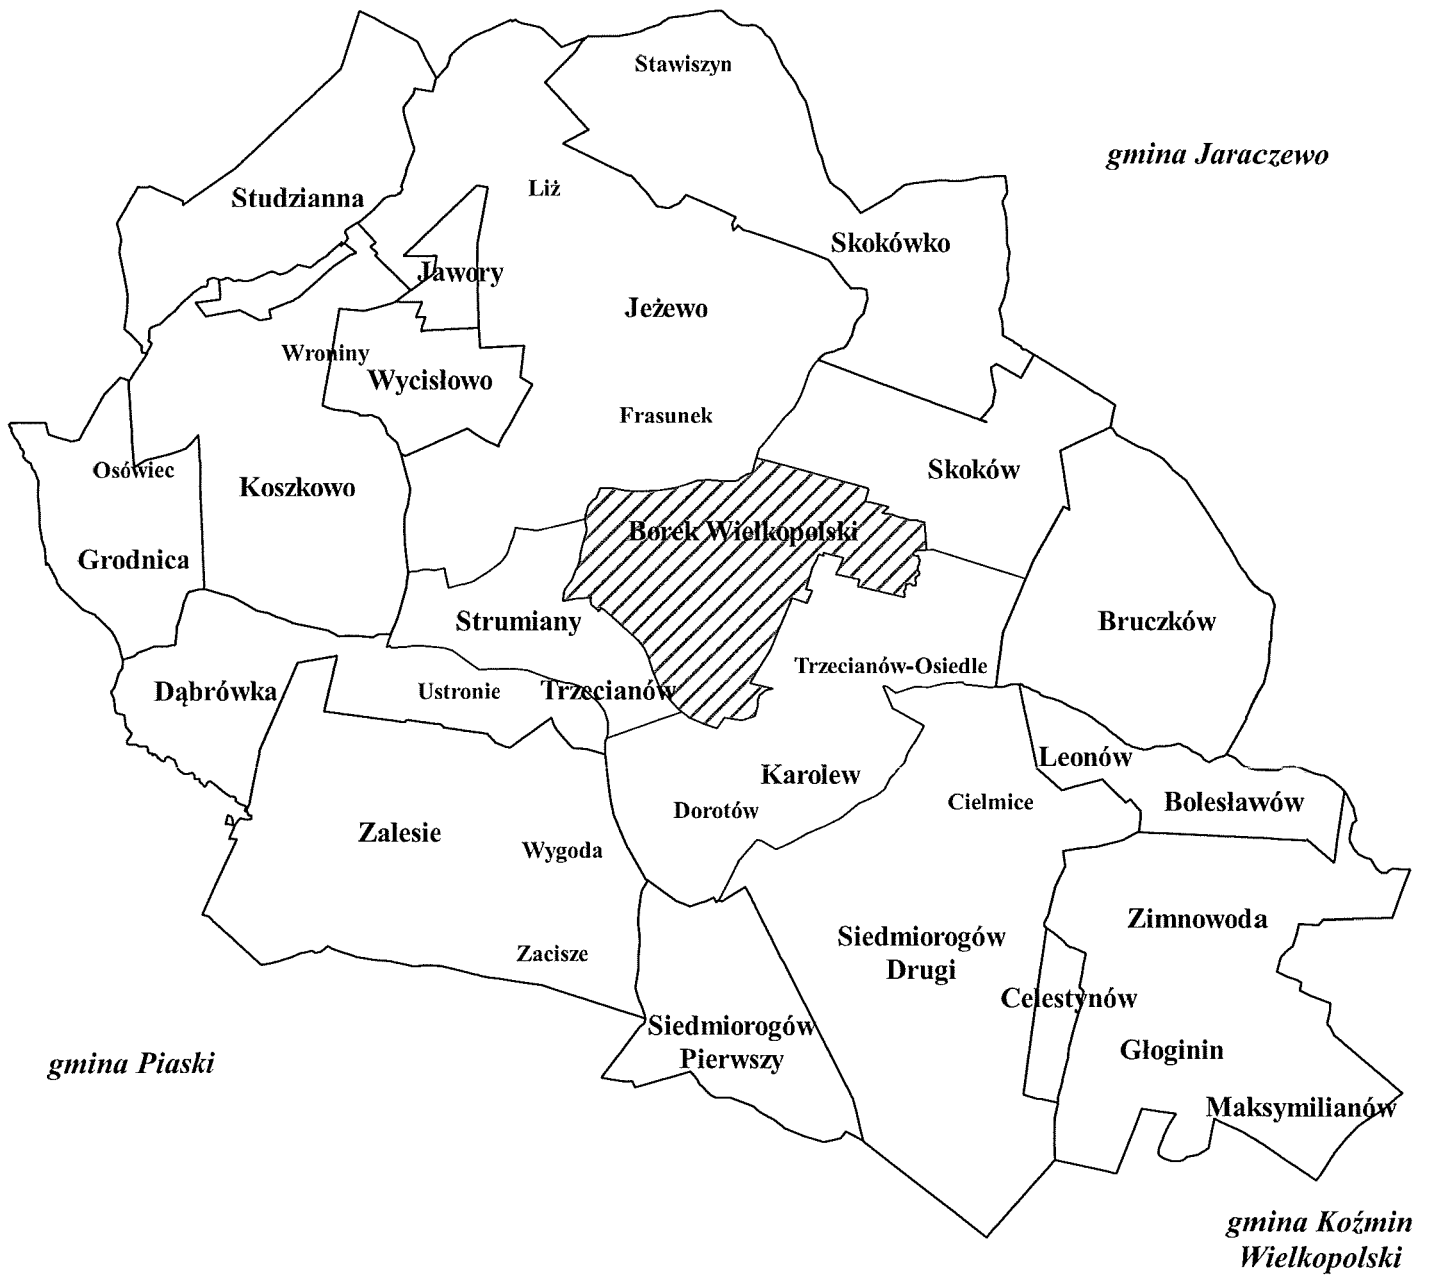 Stawiszyn
gmina Jaraczewo
Studzianna
Liż
Skokówko
Jawory
Jeżewo
Wroniny
Wycisłowo
Frasunek
Osówiec
Skoków
Koszkowo
Borek Wielkopolski
Grodnica
Strumiany
Bruczków
Trzecianów-Osiedle
Dąbrówka
Ustronie
Trzecianów
Leonów
Karolew
Cielmice
Bolesławów
Dorotów
Zalesie
Wygoda
Zimnowoda
Siedmiorogów
Drugi
Zacisze
Celestynów
Siedmiorogów
Pierwszy
Głoginin
gmina Piaski
Maksymilianów
gmina Koźmin
Wielkopolski